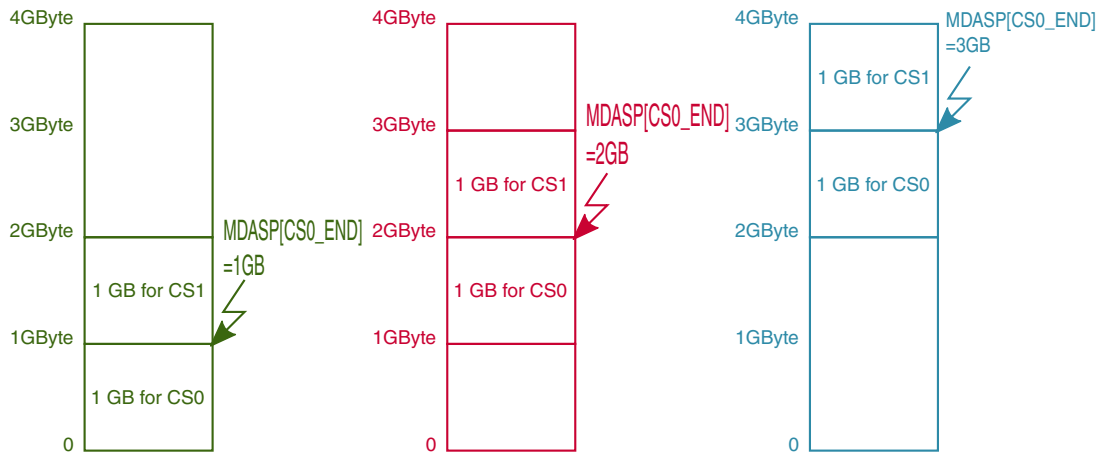 4GByte
3GByte
2GByte
MDASP[CS0_END]
=1GB
1 GB for CS1
1GByte
1 GB for CS0
0
4GByte
3GByte
MDASP[CS0_END]
=2GB
1 GB for CS1
2GByte
1 GB for CS0
1GByte
0
4GByte
MDASP[CS0_END]
=3GB
1 GB for CS1
3GByte
1 GB for CS0
2GByte
1GByte
0